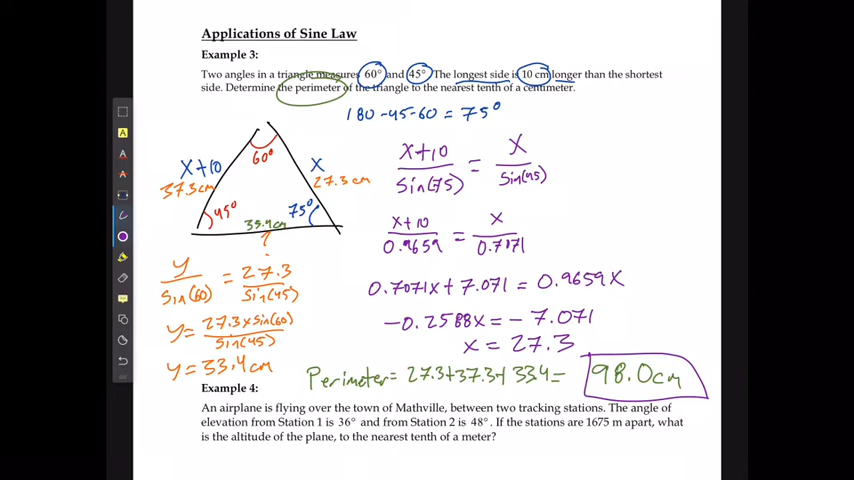 Applications of Sine Law
Example 3:
Two angles in a triangle measures 60° and 45° The longest side is 10 cm longer than the shortest
side. Determine the perimeter of the triangle to the nearest tenth of a centimeter.
180-45-60 = 75°
60°
x+10
37.3cm
x
27.3cm
45°
75°
33.4cm
?
x+10 / sin(75) = x / sin(45)
x+10 / 0.9659 = x / 0.7071
0.7071x + 7.071 = 0.9659x
-0.2588x = -7.071
x = 27.3
y / sin(60) = 27.3 / sin(45)
y = 27.3 x sin(60) / sin(45)
y = 33.4 cm
Perimeter = 27.3+37.3+33.4 = 98.0cm
Example 4:
An airplane is flying over the town of Mathville, between two tracking stations. The angle of
elevation from Station 1 is 36° and from Station 2 is 48°. If the stations are 1675 m apart, what
is the altitude of the plane, to the nearest tenth of a meter?